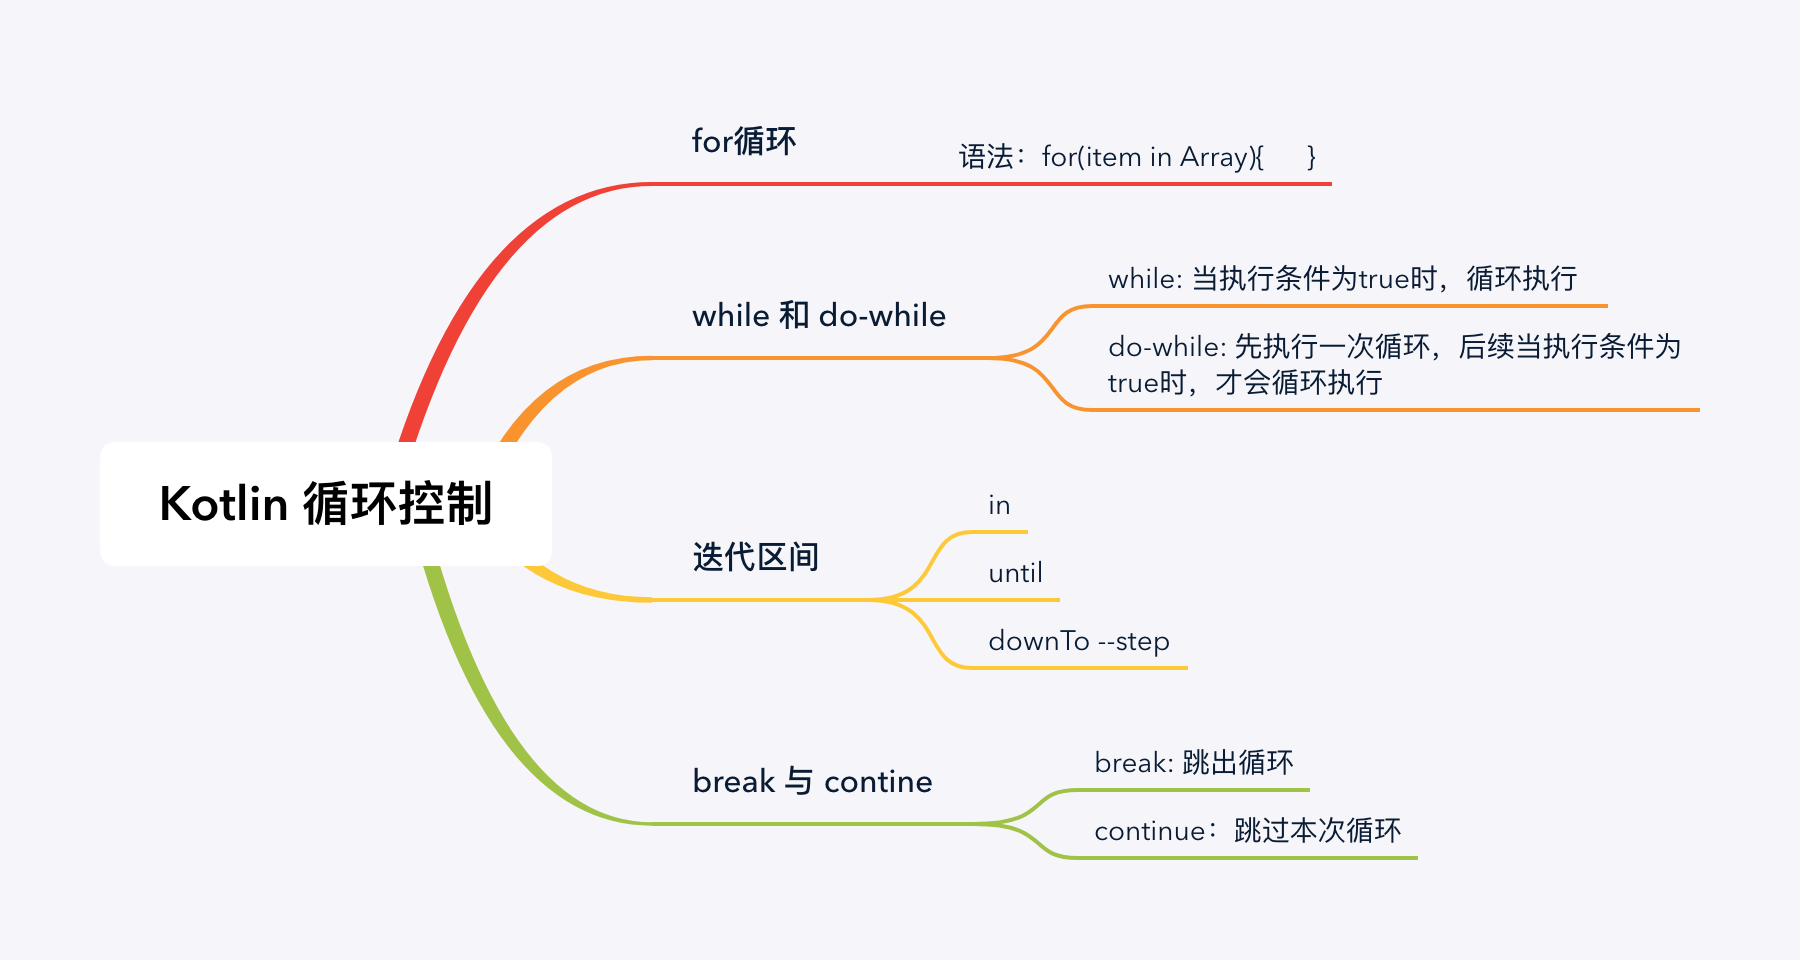 Kotlin 循环控制
for循环
语法：for(item in Array){      }
while 和 do-while
while: 当执行条件为true时，循环执行
do-while: 先执行一次循环，后续当执行条件为
true时，才会循环执行
迭代区间
in
until
downTo --step
break 与 contine
break: 跳出循环
continue：跳过本次循环